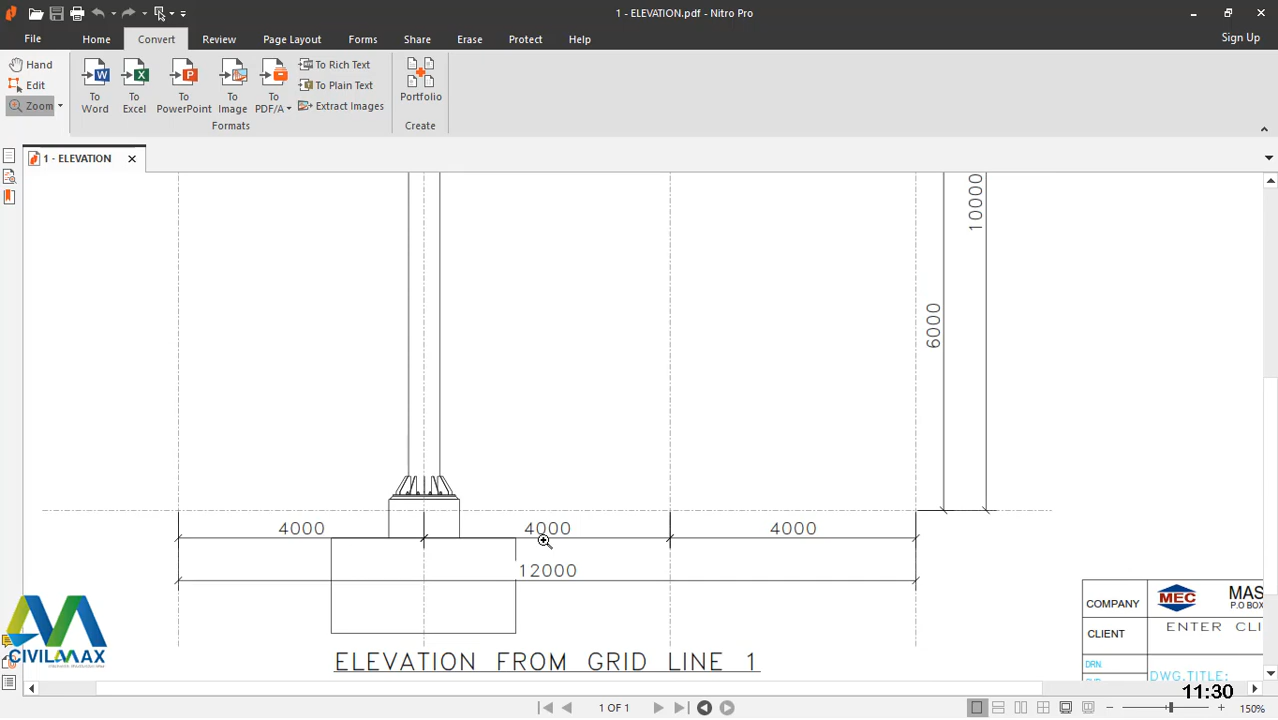 1 - ELEVATION.pdf - Nitro Pro
File Home Convert Review Page Layout Forms Share Erase Protect Help
Sign Up
Hand
Edit
Zoom
To Word
To Excel
To PowerPoint
To Image
To PDF/A
To Rich Text
To Plain Text
Extract Images
Portfolio
Formats
Create
1 - ELEVATION
10000
6000
4000 4000 4000
12000
ELEVATION FROM GRID LINE 1
COMPANY MEC MAS
P.O BOX
CLIENT ENTER CLI
DRN.
DWG.TITLE:
CIVILMAX
11:30
1 OF 1
150%